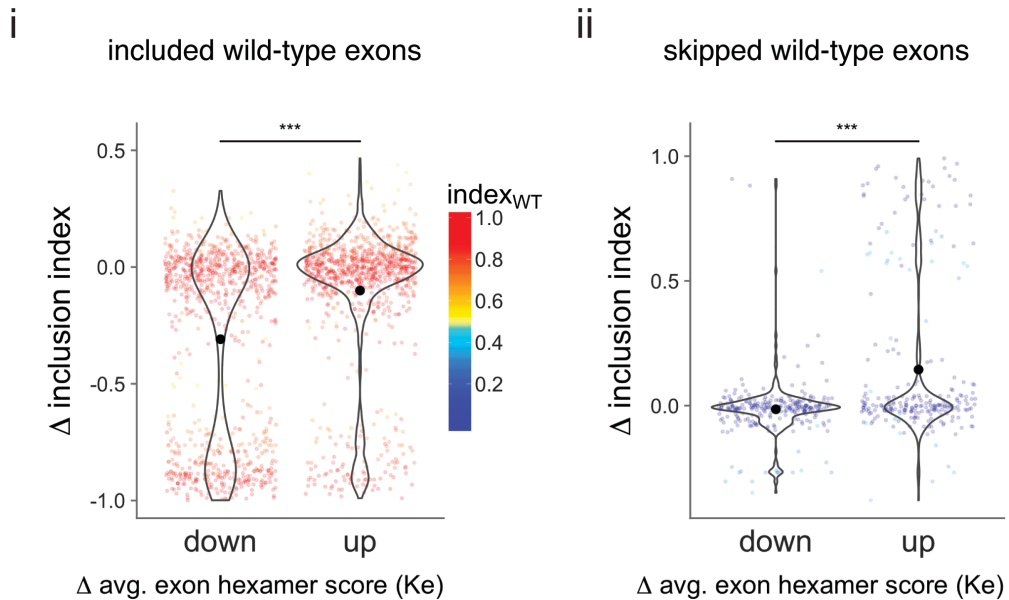 i
included wild-type exons
***
0.5
0.0
-0.5
-1.0
Δ inclusion index
down
up
Δ avg. exon hexamer score (Ke)
indexWT
1.0
0.8
0.6
0.4
0.2
ii
skipped wild-type exons
***
1.0
0.5
0.0
Δ inclusion index
down
up
Δ avg. exon hexamer score (Ke)